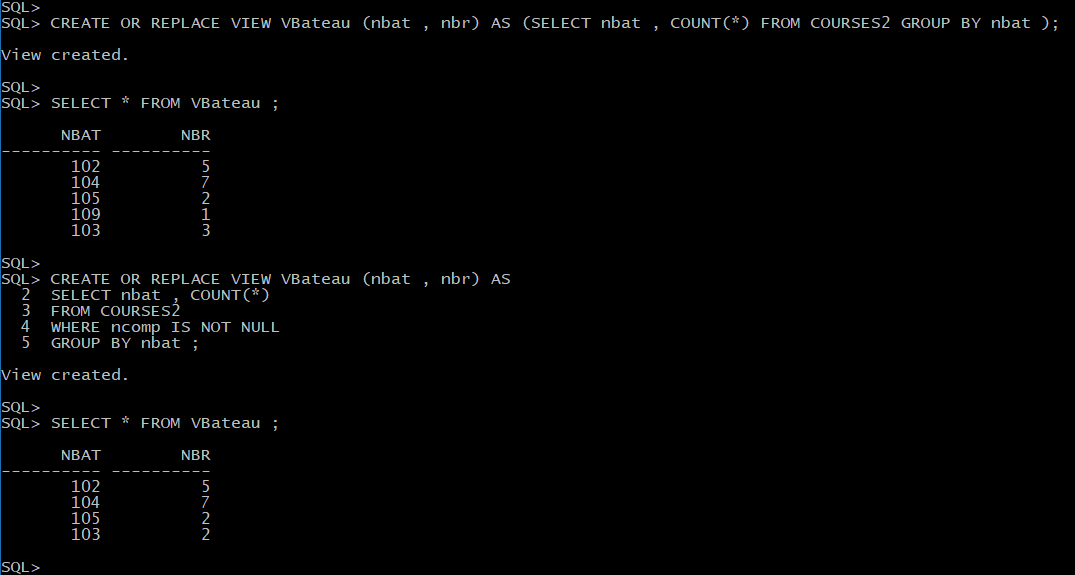 SQL>
SQL> CREATE OR REPLACE VIEW VBateau (nbat , nbr) AS (SELECT nbat , COUNT(*) FROM COURSES2 GROUP BY nbat );
View created.
SQL>
SQL> SELECT * FROM VBateau ;
      NBAT        NBR
---------- ----------
       102          5
       104          7
       105          2
       109          1
       103          3
SQL>
SQL> CREATE OR REPLACE VIEW VBateau (nbat , nbr) AS
  2  SELECT nbat , COUNT(*)
  3  FROM COURSES2
  4  WHERE ncomp IS NOT NULL
  5  GROUP BY nbat ;
View created.
SQL>
SQL> SELECT * FROM VBateau ;
      NBAT        NBR
---------- ----------
       102          5
       104          7
       105          2
       103          2
SQL>